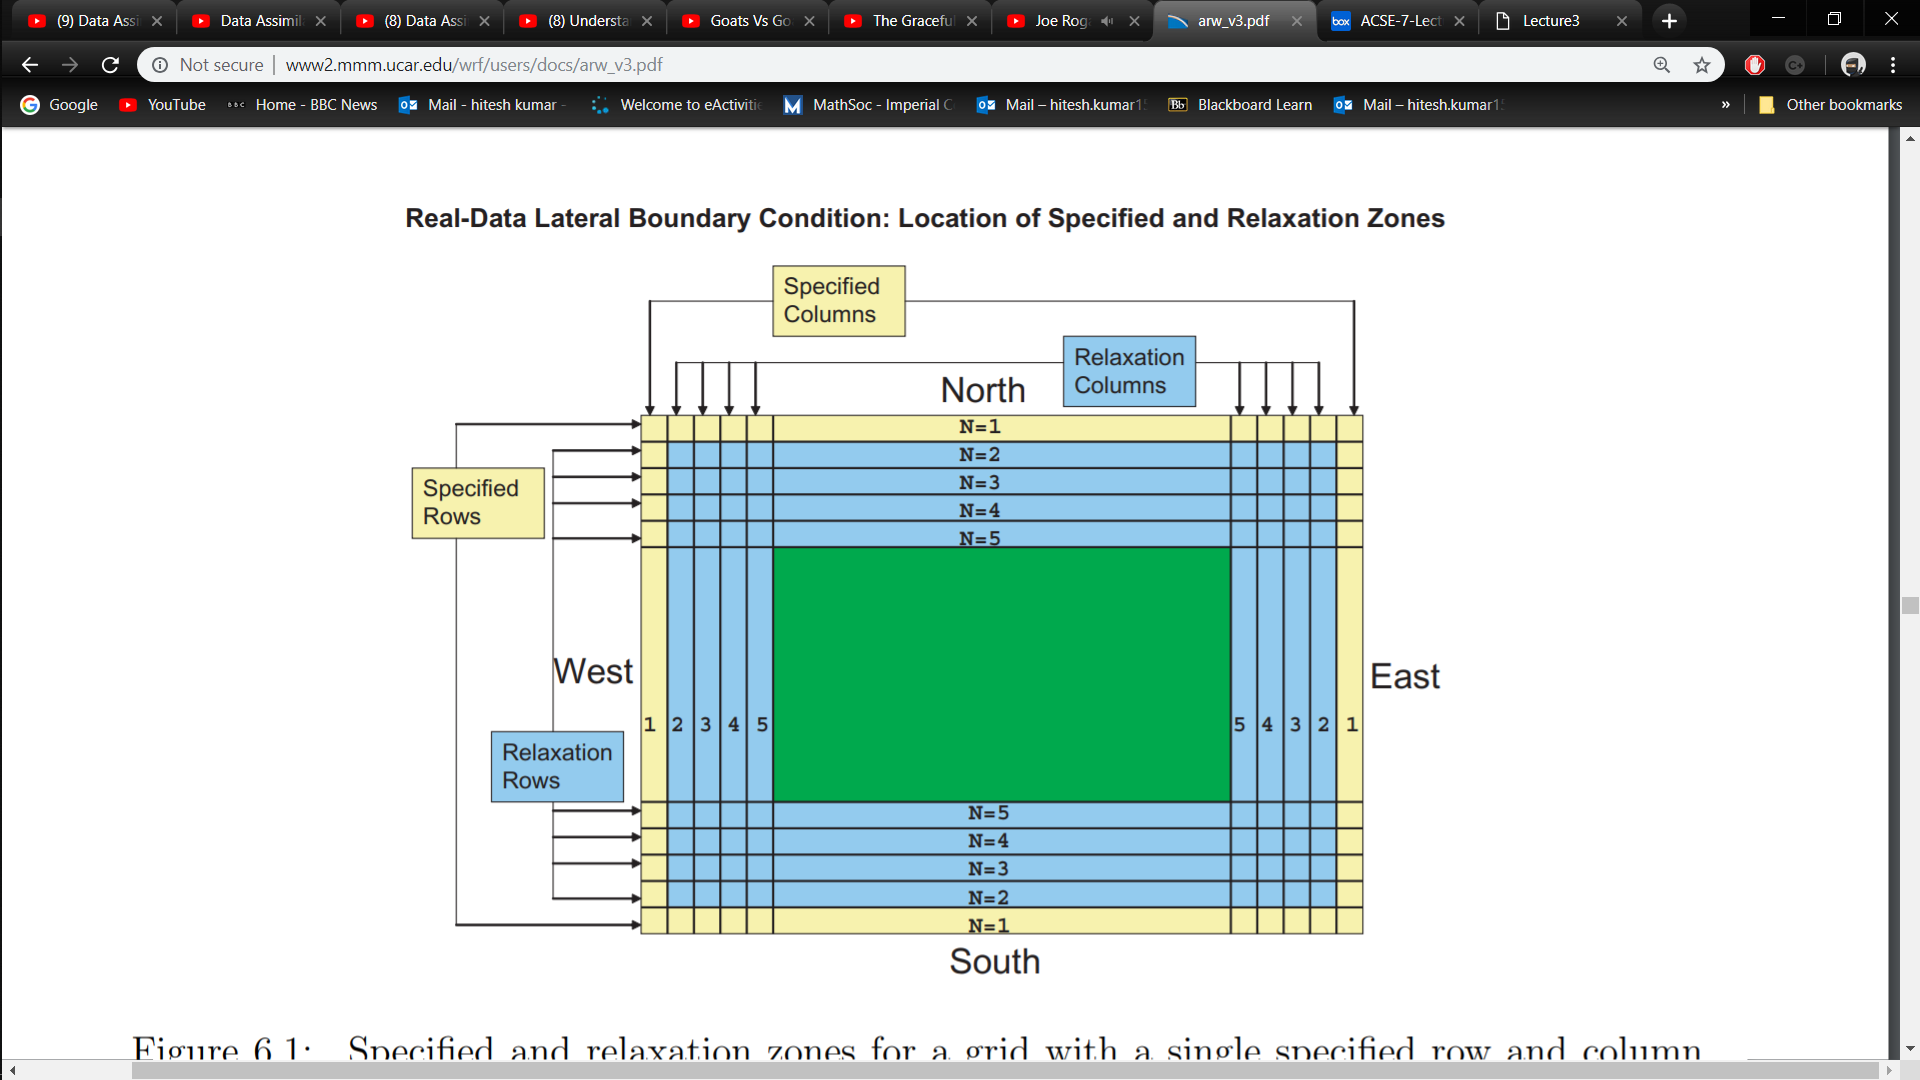 (9) Data Assi
Data Assimil
(8) Data Assi
(8) Understa
Goats Vs Go
The Graceful
Joe Rog
arw_v3.pdf
ACSE-7-Lect
Lecture3
Not secure | www2.mmm.ucar.edu/wrf/users/docs/arw_v3.pdf
Google
YouTube
BBC Home - BBC News
Mail - hitesh kumar -
Welcome to eActiviti
MathSoc - Imperial C
Mail – hitesh.kumar1
Bb Blackboard Learn
Mail – hitesh.kumar1
» Other bookmarks
Real-Data Lateral Boundary Condition: Location of Specified and Relaxation Zones
Specified
Columns
Relaxation
Columns
North
N=1
N=2
N=3
N=4
N=5
Specified
Rows
West
East
1 2 3 4 5
5 4 3 2 1
Relaxation
Rows
N=5
N=4
N=3
N=2
N=1
South
Figure 6.1: Specified and relaxation zones for a grid with a single specified row and column